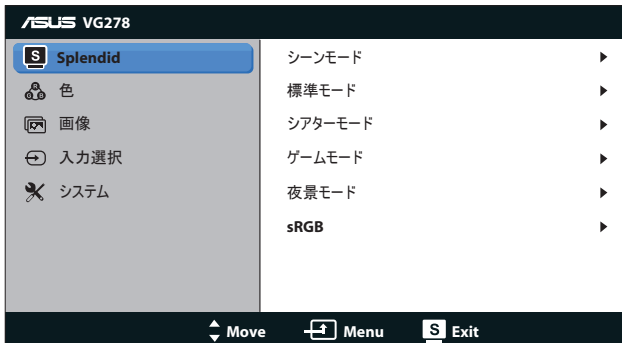 ASUS VG278
S Splendid
色
画像
入力選択
システム
シーンモード
標準モード
シアターモード
ゲームモード
夜景モード
sRGB
Move Menu S Exit